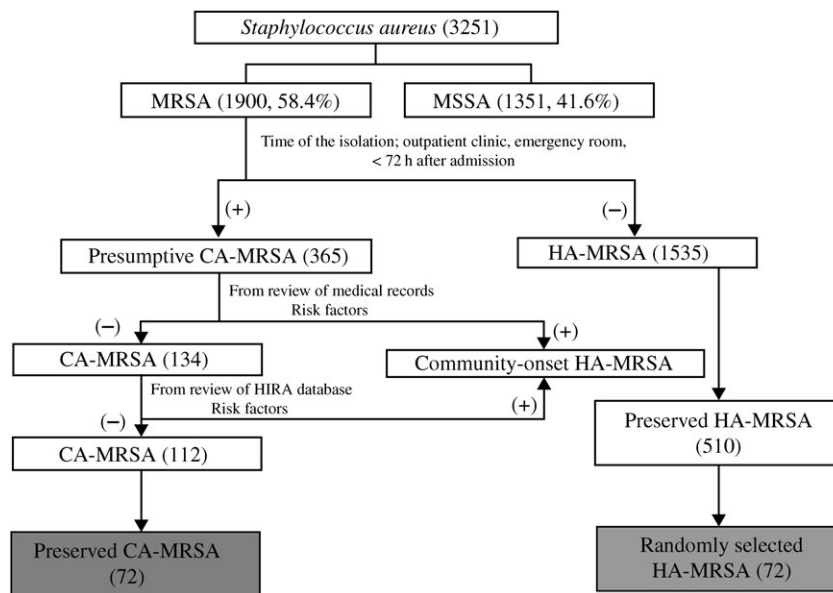 Staphylococcus aureus (3251)
MRSA (1900, 58.4%)
MSSA (1351, 41.6%)
Time of the isolation; outpatient clinic, emergency room,
< 72 h after admission
(+)
(−)
Presumptive CA-MRSA (365)
HA-MRSA (1535)
From review of medical records
Risk factors
(−)
(+)
CA-MRSA (134)
Community-onset HA-MRSA
From review of HIRA database
Risk factors
(−)
(+)
CA-MRSA (112)
Preserved HA-MRSA
(510)
Preserved CA-MRSA
(72)
Randomly selected
HA-MRSA (72)